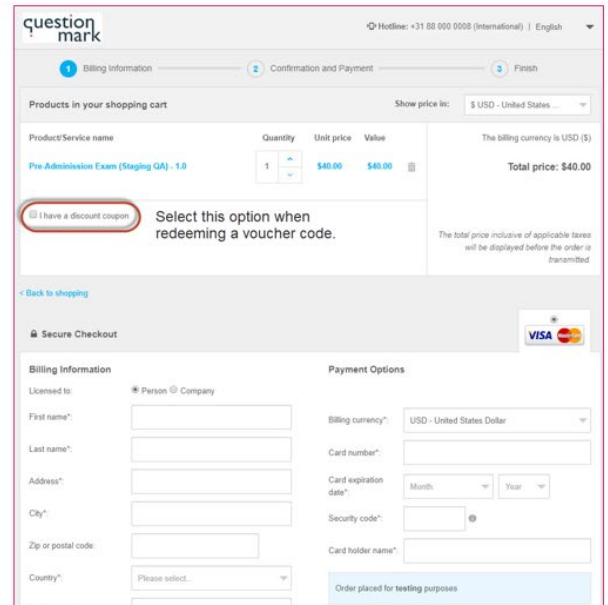 question
mark
Hotline: +31 88 000 0008 (International) | English
1 Billing Information 2 Confirmation and Payment 3 Finish
Products in your shopping cart
Show price in: $ USD - United States ...
Product/Service name Quantity Unit price Value
The billing currency is USD ($)
Pre-Adminission Exam (Staging QA) - 1.0 1 $40.00 $40.00
Total price: $40.00
I have a discount coupon
Select this option when
redeeming a voucher code.
The total price inclusive of applicable taxes
will be displayed before the order is
transmitted.
< Back to shopping
Secure Checkout
VISA MasterCard
Billing Information
Licensed to: Person Company
First name*:
Last name*:
Address*:
City*:
Zip or postal code:
Country*: Please select...
Payment Options
Billing currency*: USD - United States Dollar
Card number*:
Card expiration
date*: Month Year
Security code*:
Card holder name*:
Order placed for testing purposes